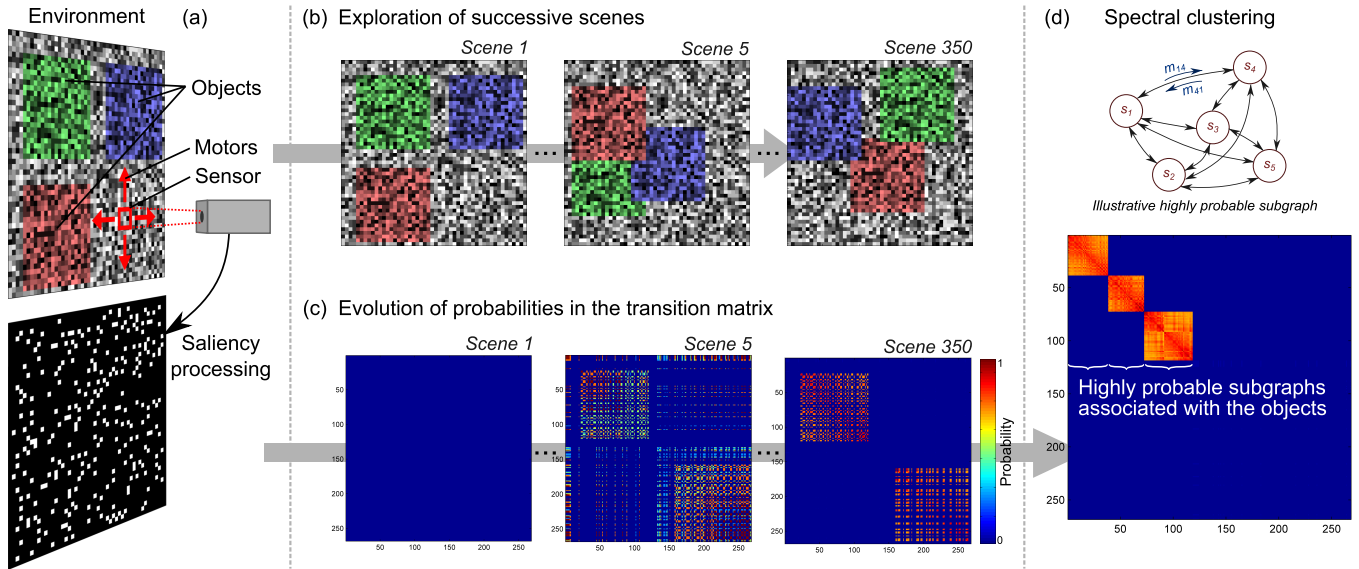 Environment
(a)
Objects
Motors
Sensor
Saliency
processing
(b) Exploration of successive scenes
Scene 1
Scene 5
Scene 350
...
...
(c) Evolution of probabilities in the transition matrix
Scene 1
Scene 5
Scene 350
50
100
150
200
250
50 100 150 200 250
...
50
100
150
200
250
50 100 150 200 250
...
50
100
150
200
250
50 100 150 200 250
1
Probability
0
(d) Spectral clustering
m14
m41
s4
s1
s3
s2
s5
Illustrative highly probable subgraph
50
100
150
200
250
Highly probable subgraphs
associated with the objects
50 100 150 200 250